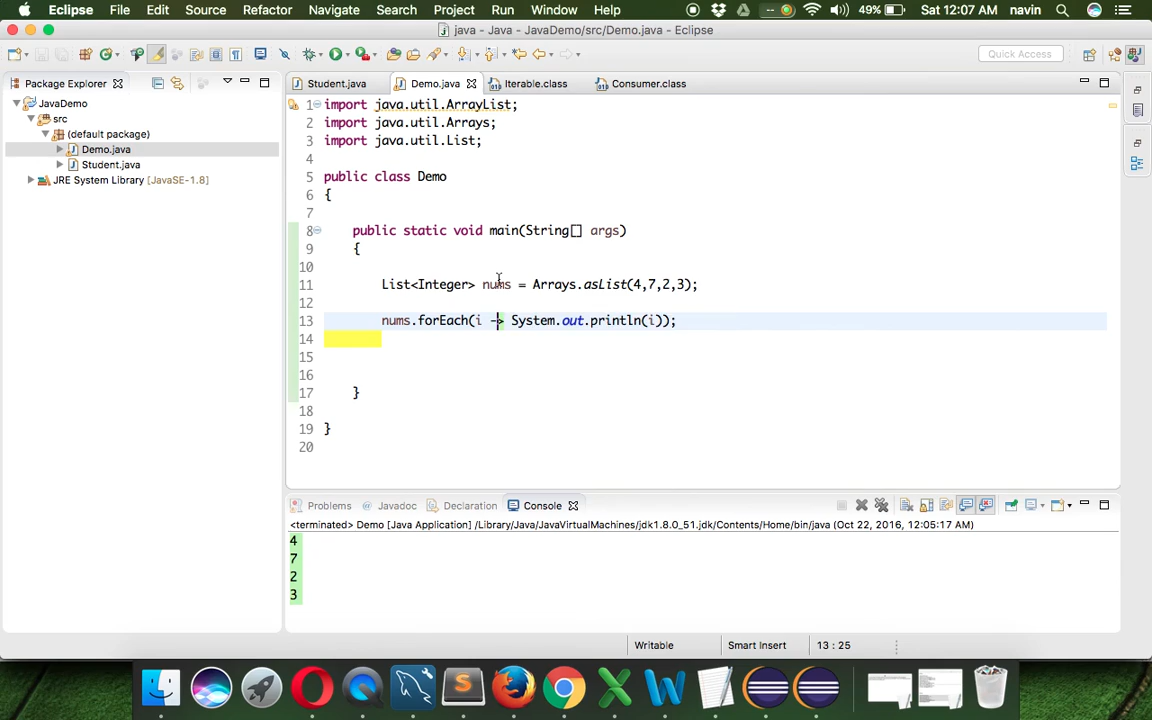 Eclipse File Edit Source Refactor Navigate Search Project Run Window Help 49% Sat 12:07 AM navin
java - Java - JavaDemo/src/Demo.java - Eclipse
Quick Access
Package Explorer
JavaDemo
src
(default package)
Demo.java
Student.java
JRE System Library [JavaSE-1.8]
Student.java Demo.java Iterable.class Consumer.class
1 import java.util.ArrayList;
2 import java.util.Arrays;
3 import java.util.List;
4
5 public class Demo
6 {
7
8 public static void main(String[] args)
9 {
10
11 List<Integer> nums = Arrays.asList(4,7,2,3);
12
13 nums.forEach(i -> System.out.println(i));
14
15
16
17 }
18
19 }
20
Problems Javadoc Declaration Console
<terminated> Demo [Java Application] /Library/Java/JavaVirtualMachines/jdk1.8.0_51.jdk/Contents/Home/bin/java (Oct 22, 2016, 12:05:17 AM)
4
7
2
3
Writable Smart Insert 13 : 25